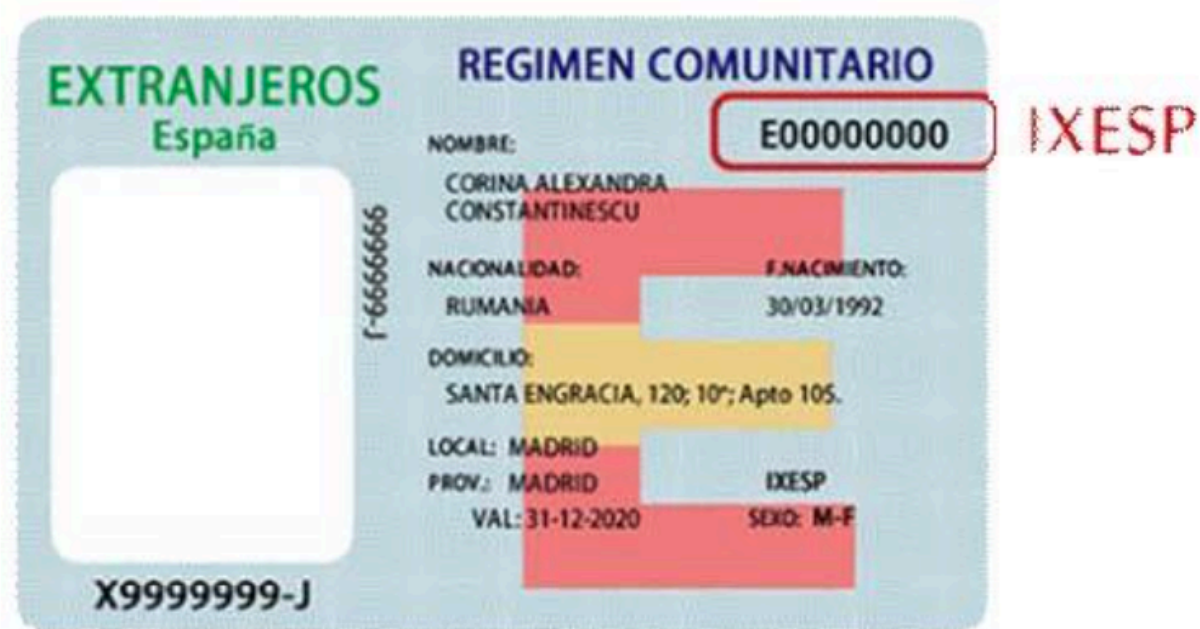 EXTRANJEROS
España
X9999999-J
REGIMEN COMUNITARIO
E00000000
IXESP
NOMBRE:
CORINA ALEXANDRA
CONSTANTINESCU
NACIONALIDAD: F.NACIMIENTO:
RUMANIA 30/03/1992
DOMICILIO:
SANTA ENGRACIA, 120; 10º; Apto 105.
LOCAL: MADRID
PROV.: MADRID IXESP
VAL: 31-12-2020 SEXO: M-F